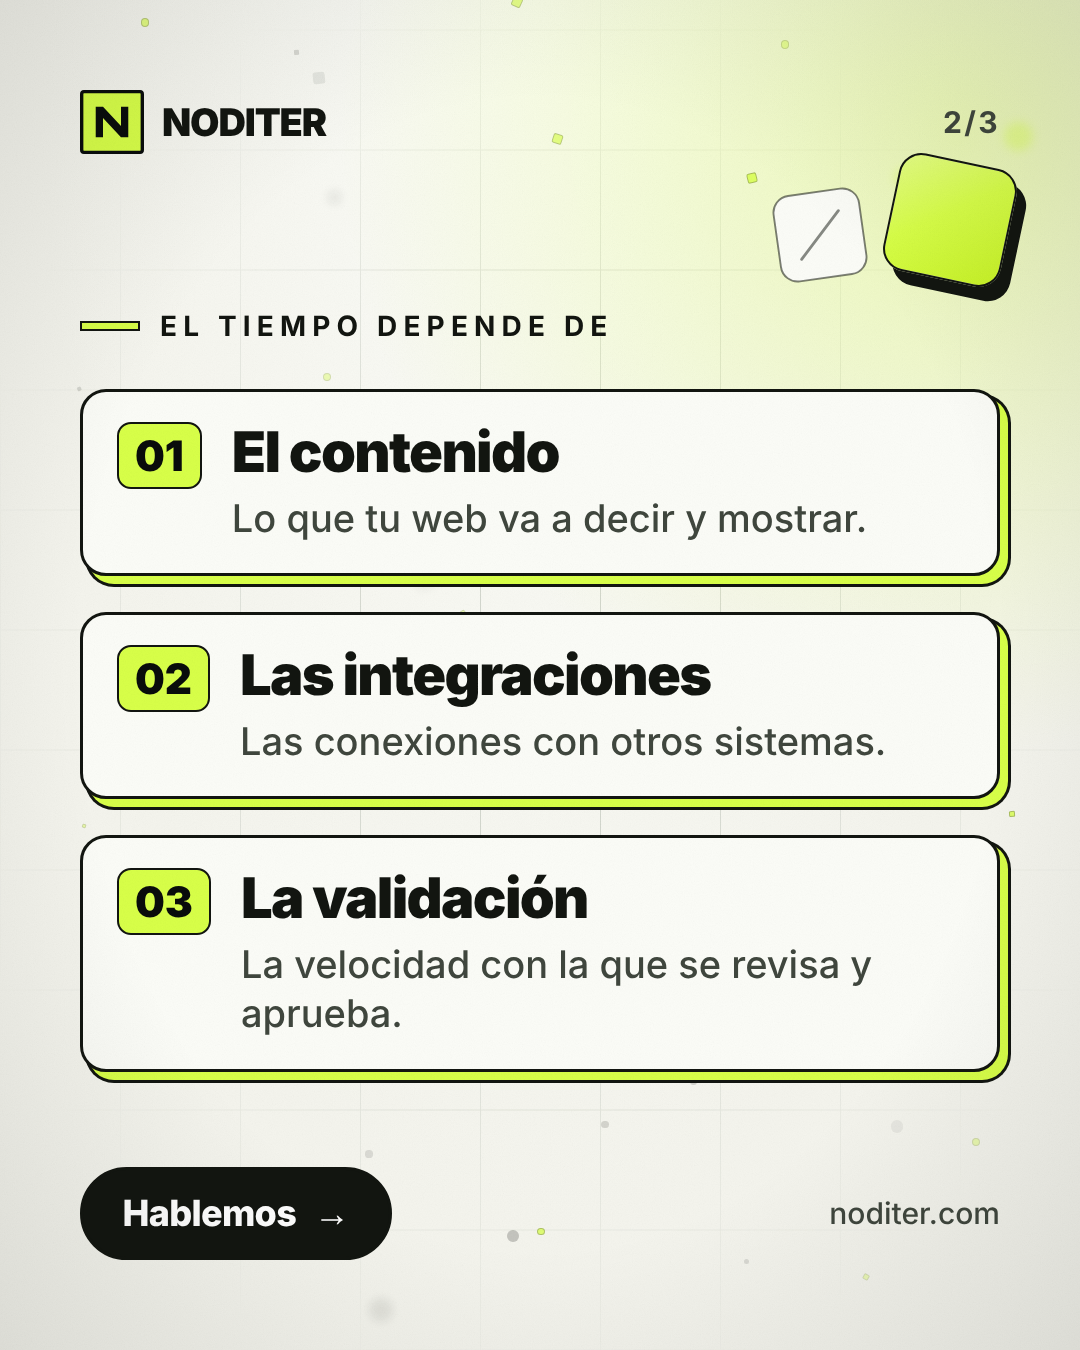 N NODITER
2/3
EL TIEMPO DEPENDE DE
01 El contenido
Lo que tu web va a decir y mostrar.
02 Las integraciones
Las conexiones con otros sistemas.
03 La validación
La velocidad con la que se revisa y
aprueba.
Hablemos →
noditer.com